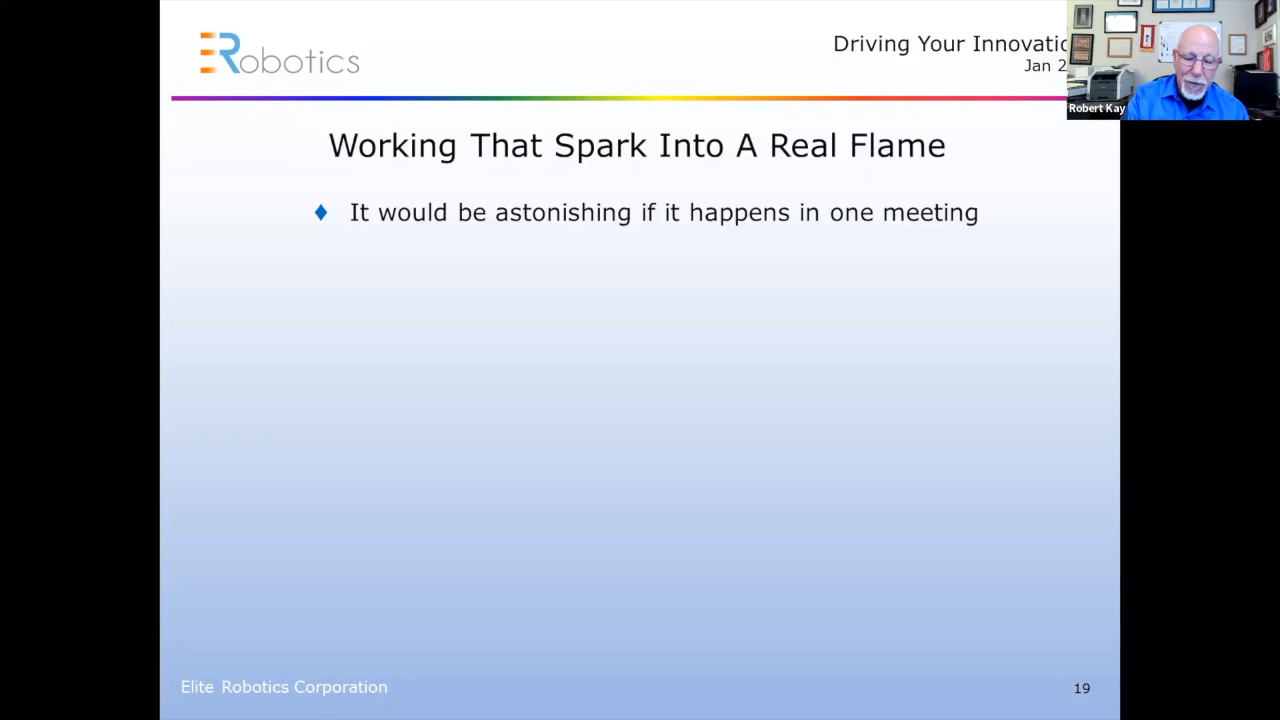 ERobotics
Driving Your Innovatio
Jan 2
Robert Kay
Working That Spark Into A Real Flame
It would be astonishing if it happens in one meeting
Elite Robotics Corporation
19